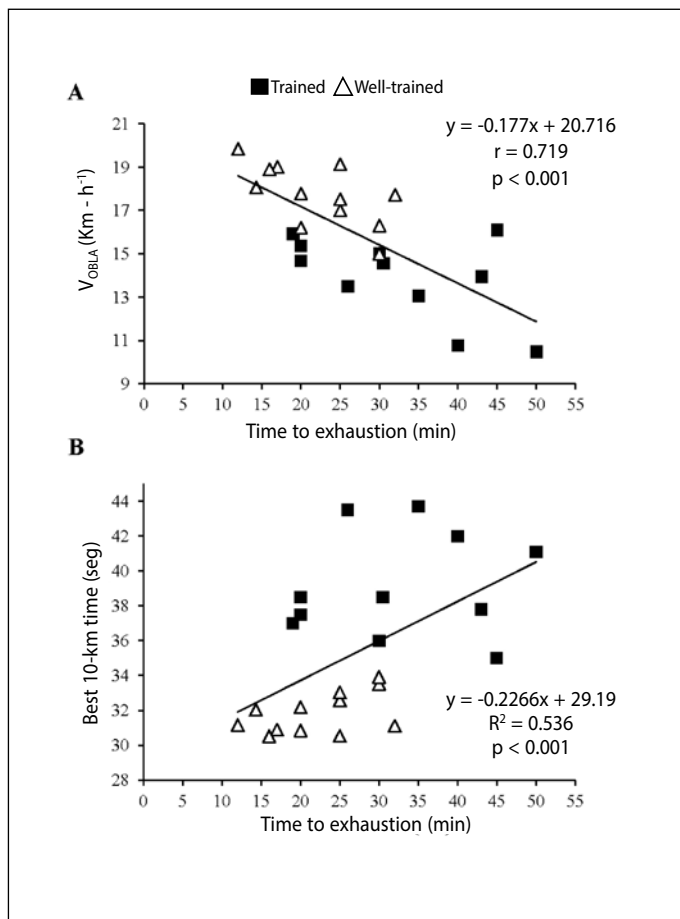 Trained Well-trained
A
y = -0.177x + 20.716
r = 0.719
p < 0.001
21
19
17
15
13
11
9
V_OBLA (Km - h⁻¹)
0 5 10 15 20 25 30 35 40 45 50 55
Time to exhaustion (min)
B
44
42
40
38
36
34
32
30
28
Best 10-km time (seg)
y = -0.2266x + 29.19
R² = 0.536
p < 0.001
0 5 10 15 20 25 30 35 40 45 50 55
Time to exhaustion (min)